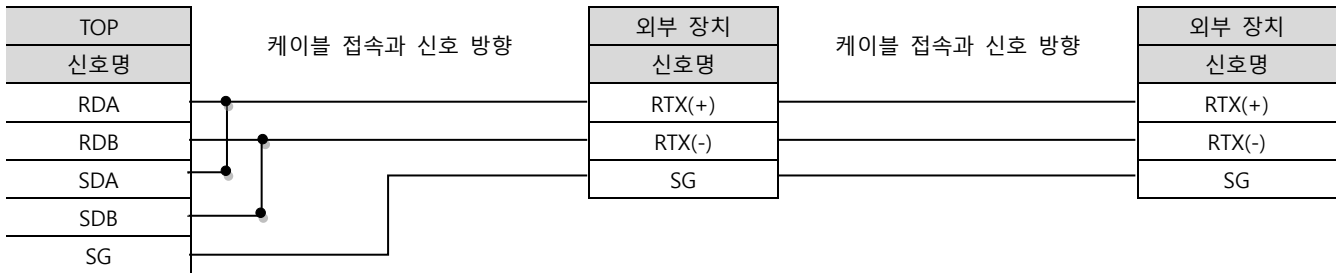 TOP
케이블 접속과 신호 방향
외부 장치
케이블 접속과 신호 방향
외부 장치
신호명
신호명
신호명
RDA
RTX(+)
RTX(+)
RDB
RTX(-)
RTX(-)
SDA
SG
SG
SDB
SG